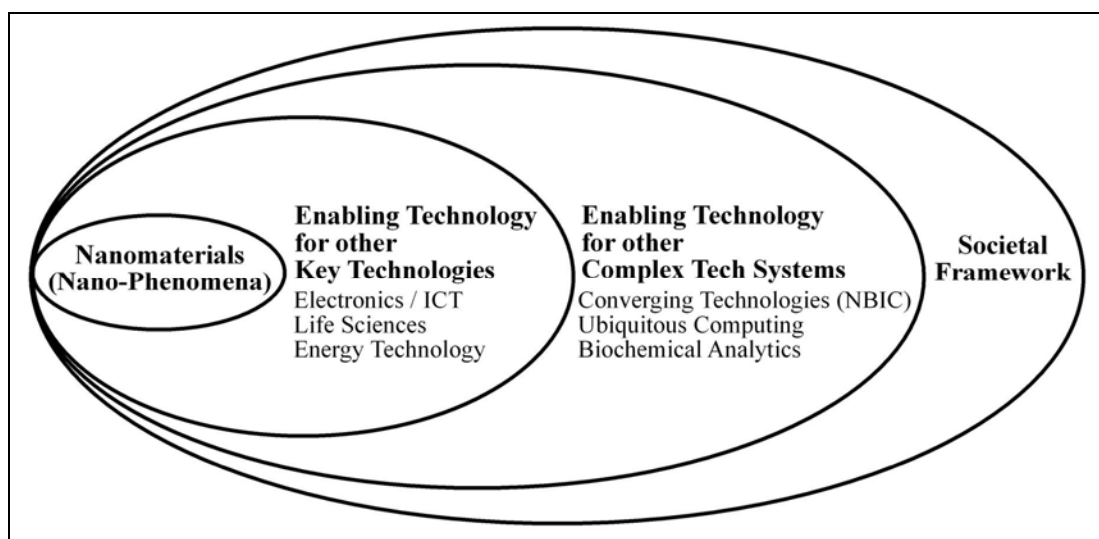 Nanomaterials
(Nano-Phenomena)
Enabling Technology
for other
Key Technologies
Electronics / ICT
Life Sciences
Energy Technology
Enabling Technology
for other
Complex Tech Systems
Converging Technologies (NBIC)
Ubiquitous Computing
Biochemical Analytics
Societal
Framework